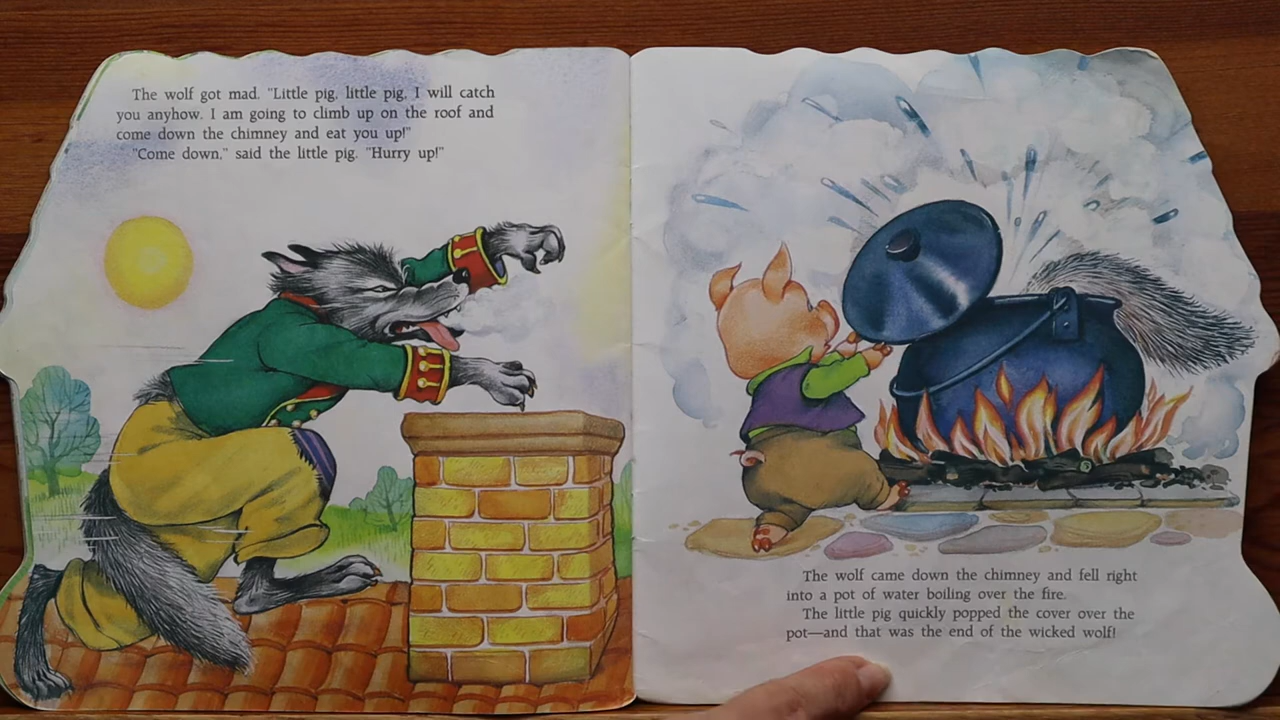 The wolf got mad. "Little pig, little pig, I will catch
you anyhow. I am going to climb up on the roof and
come down the chimney and eat you up!"
"Come down," said the little pig. "Hurry up!"
The wolf came down the chimney and fell right
into a pot of water boiling over the fire.
The little pig quickly popped the cover over the
pot—and that was the end of the wicked wolf!